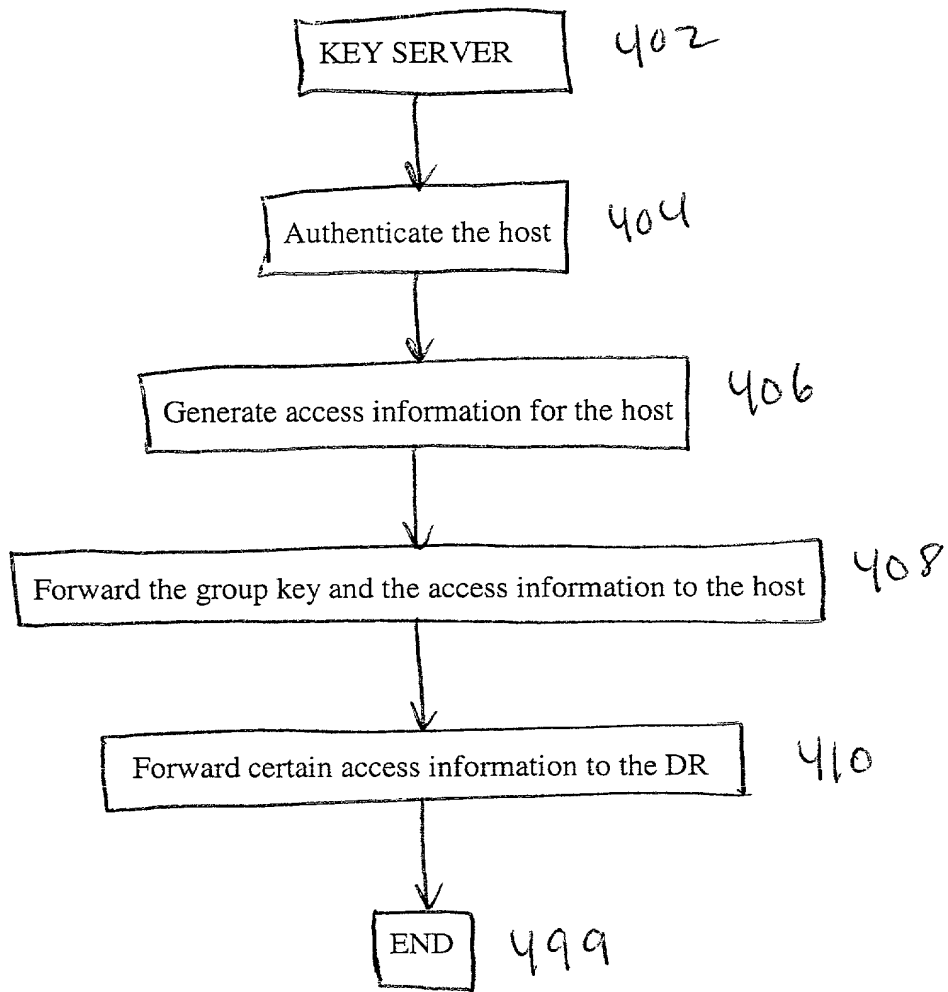 KEY SERVER 402
Authenticate the host 404
Generate access information for the host 406
Forward the group key and the access information to the host 408
Forward certain access information to the DR 410
END 499